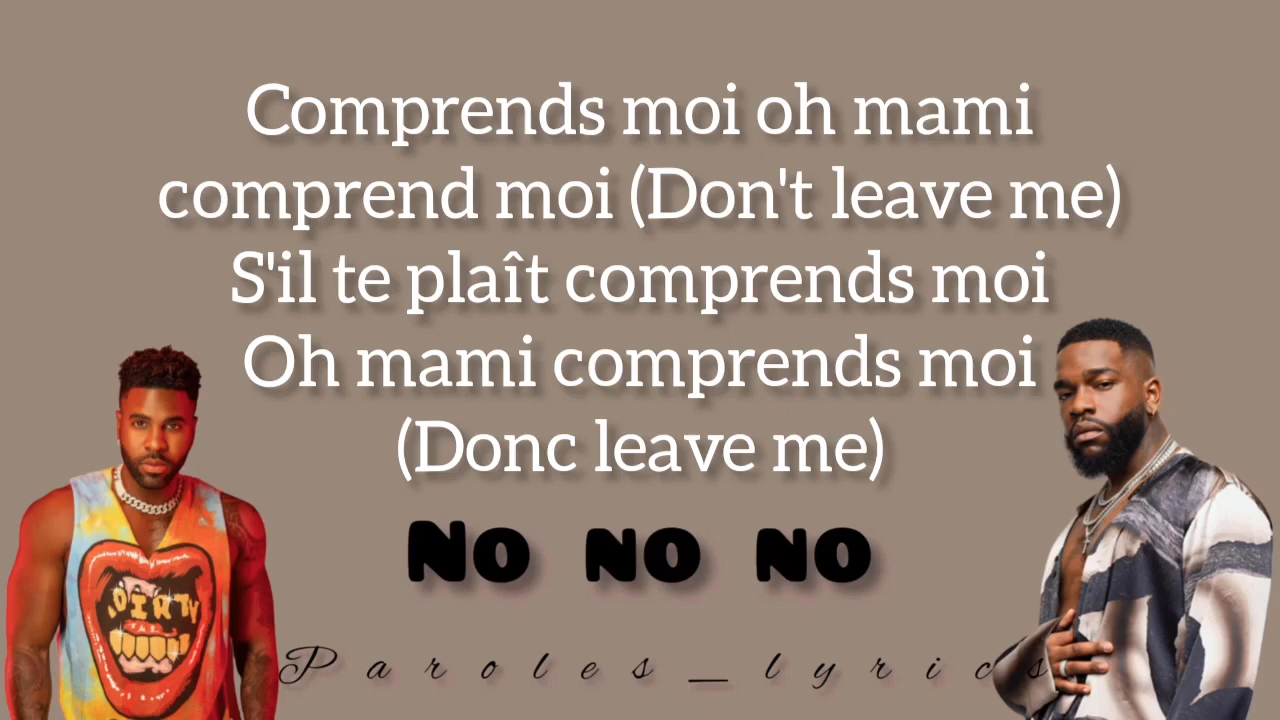 Comprends moi oh mami
comprend moi (Don't leave me)
S'il te plaît comprends moi
Oh mami comprends moi
(Donc leave me)
No no no
DIRTY
Paroles_lyrics